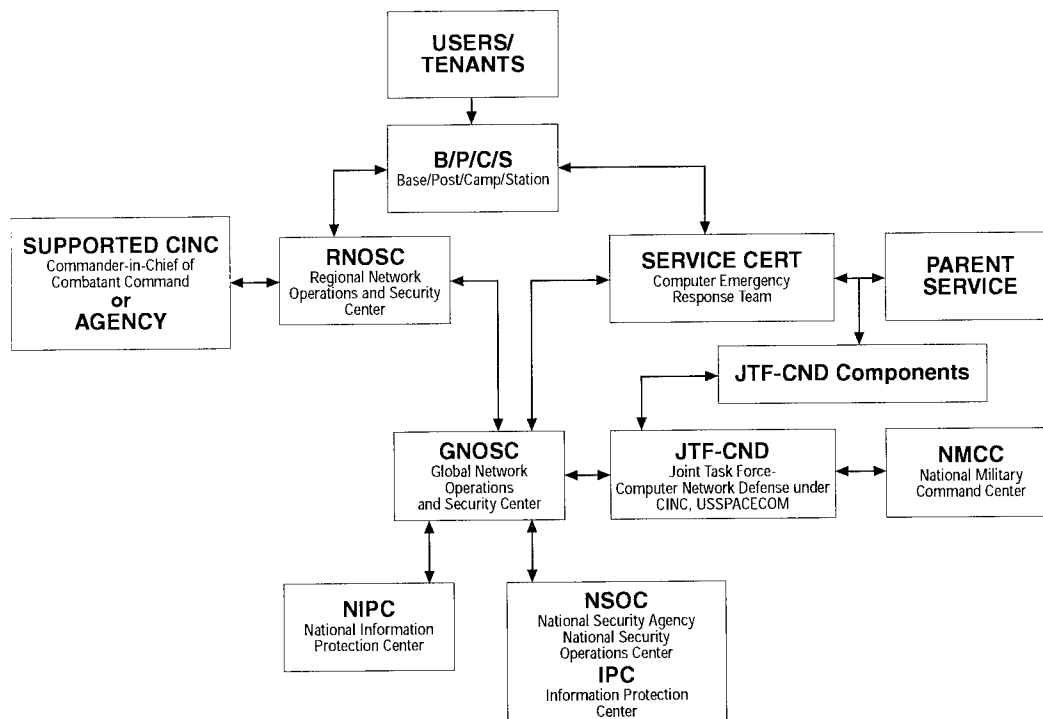 USERS/
TENANTS
B/P/C/S
Base/Post/Camp/Station
SUPPORTED CINC
Commander-in-Chief of
Combatant Command
or
AGENCY
RNOSC
Regional Network
Operations and Security
Center
SERVICE CERT
Computer Emergency
Response Team
PARENT
SERVICE
JTF-CND Components
GNOSC
Global Network
Operations
and Security Center
JTF-CND
Joint Task Force-
Computer Network Defense under
CINC, USSPACECOM
NMCC
National Military
Command Center
NIPC
National Information
Protection Center
NSOC
National Security Agency
National Security
Operations Center
IPC
Information Protection
Center